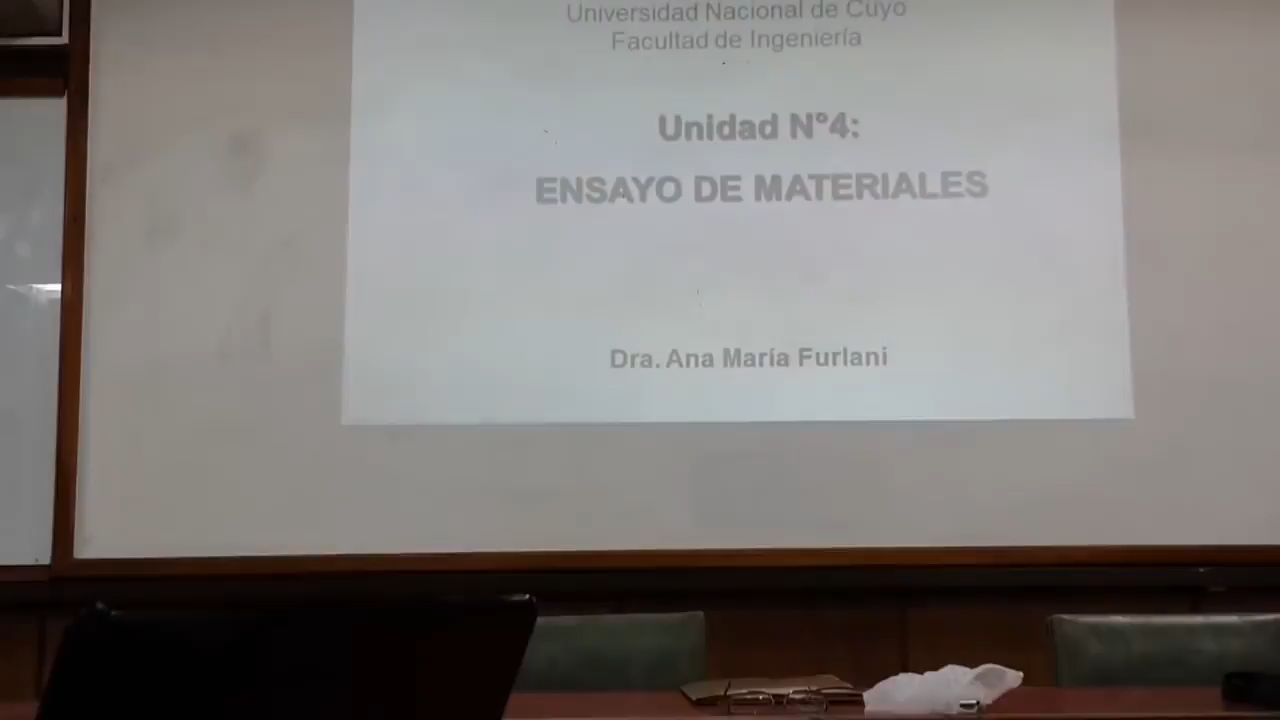 Universidad Nacional de Cuyo
Facultad de Ingeniería
Unidad N°4:
ENSAYO DE MATERIALES
Dra. Ana María Furlani